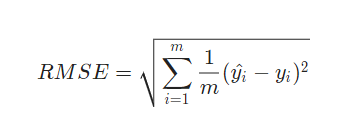 RMSE = \sqrt{\sum_{i=1}^{m} \frac{1}{m} (\hat{y_i} - y_i)^2}